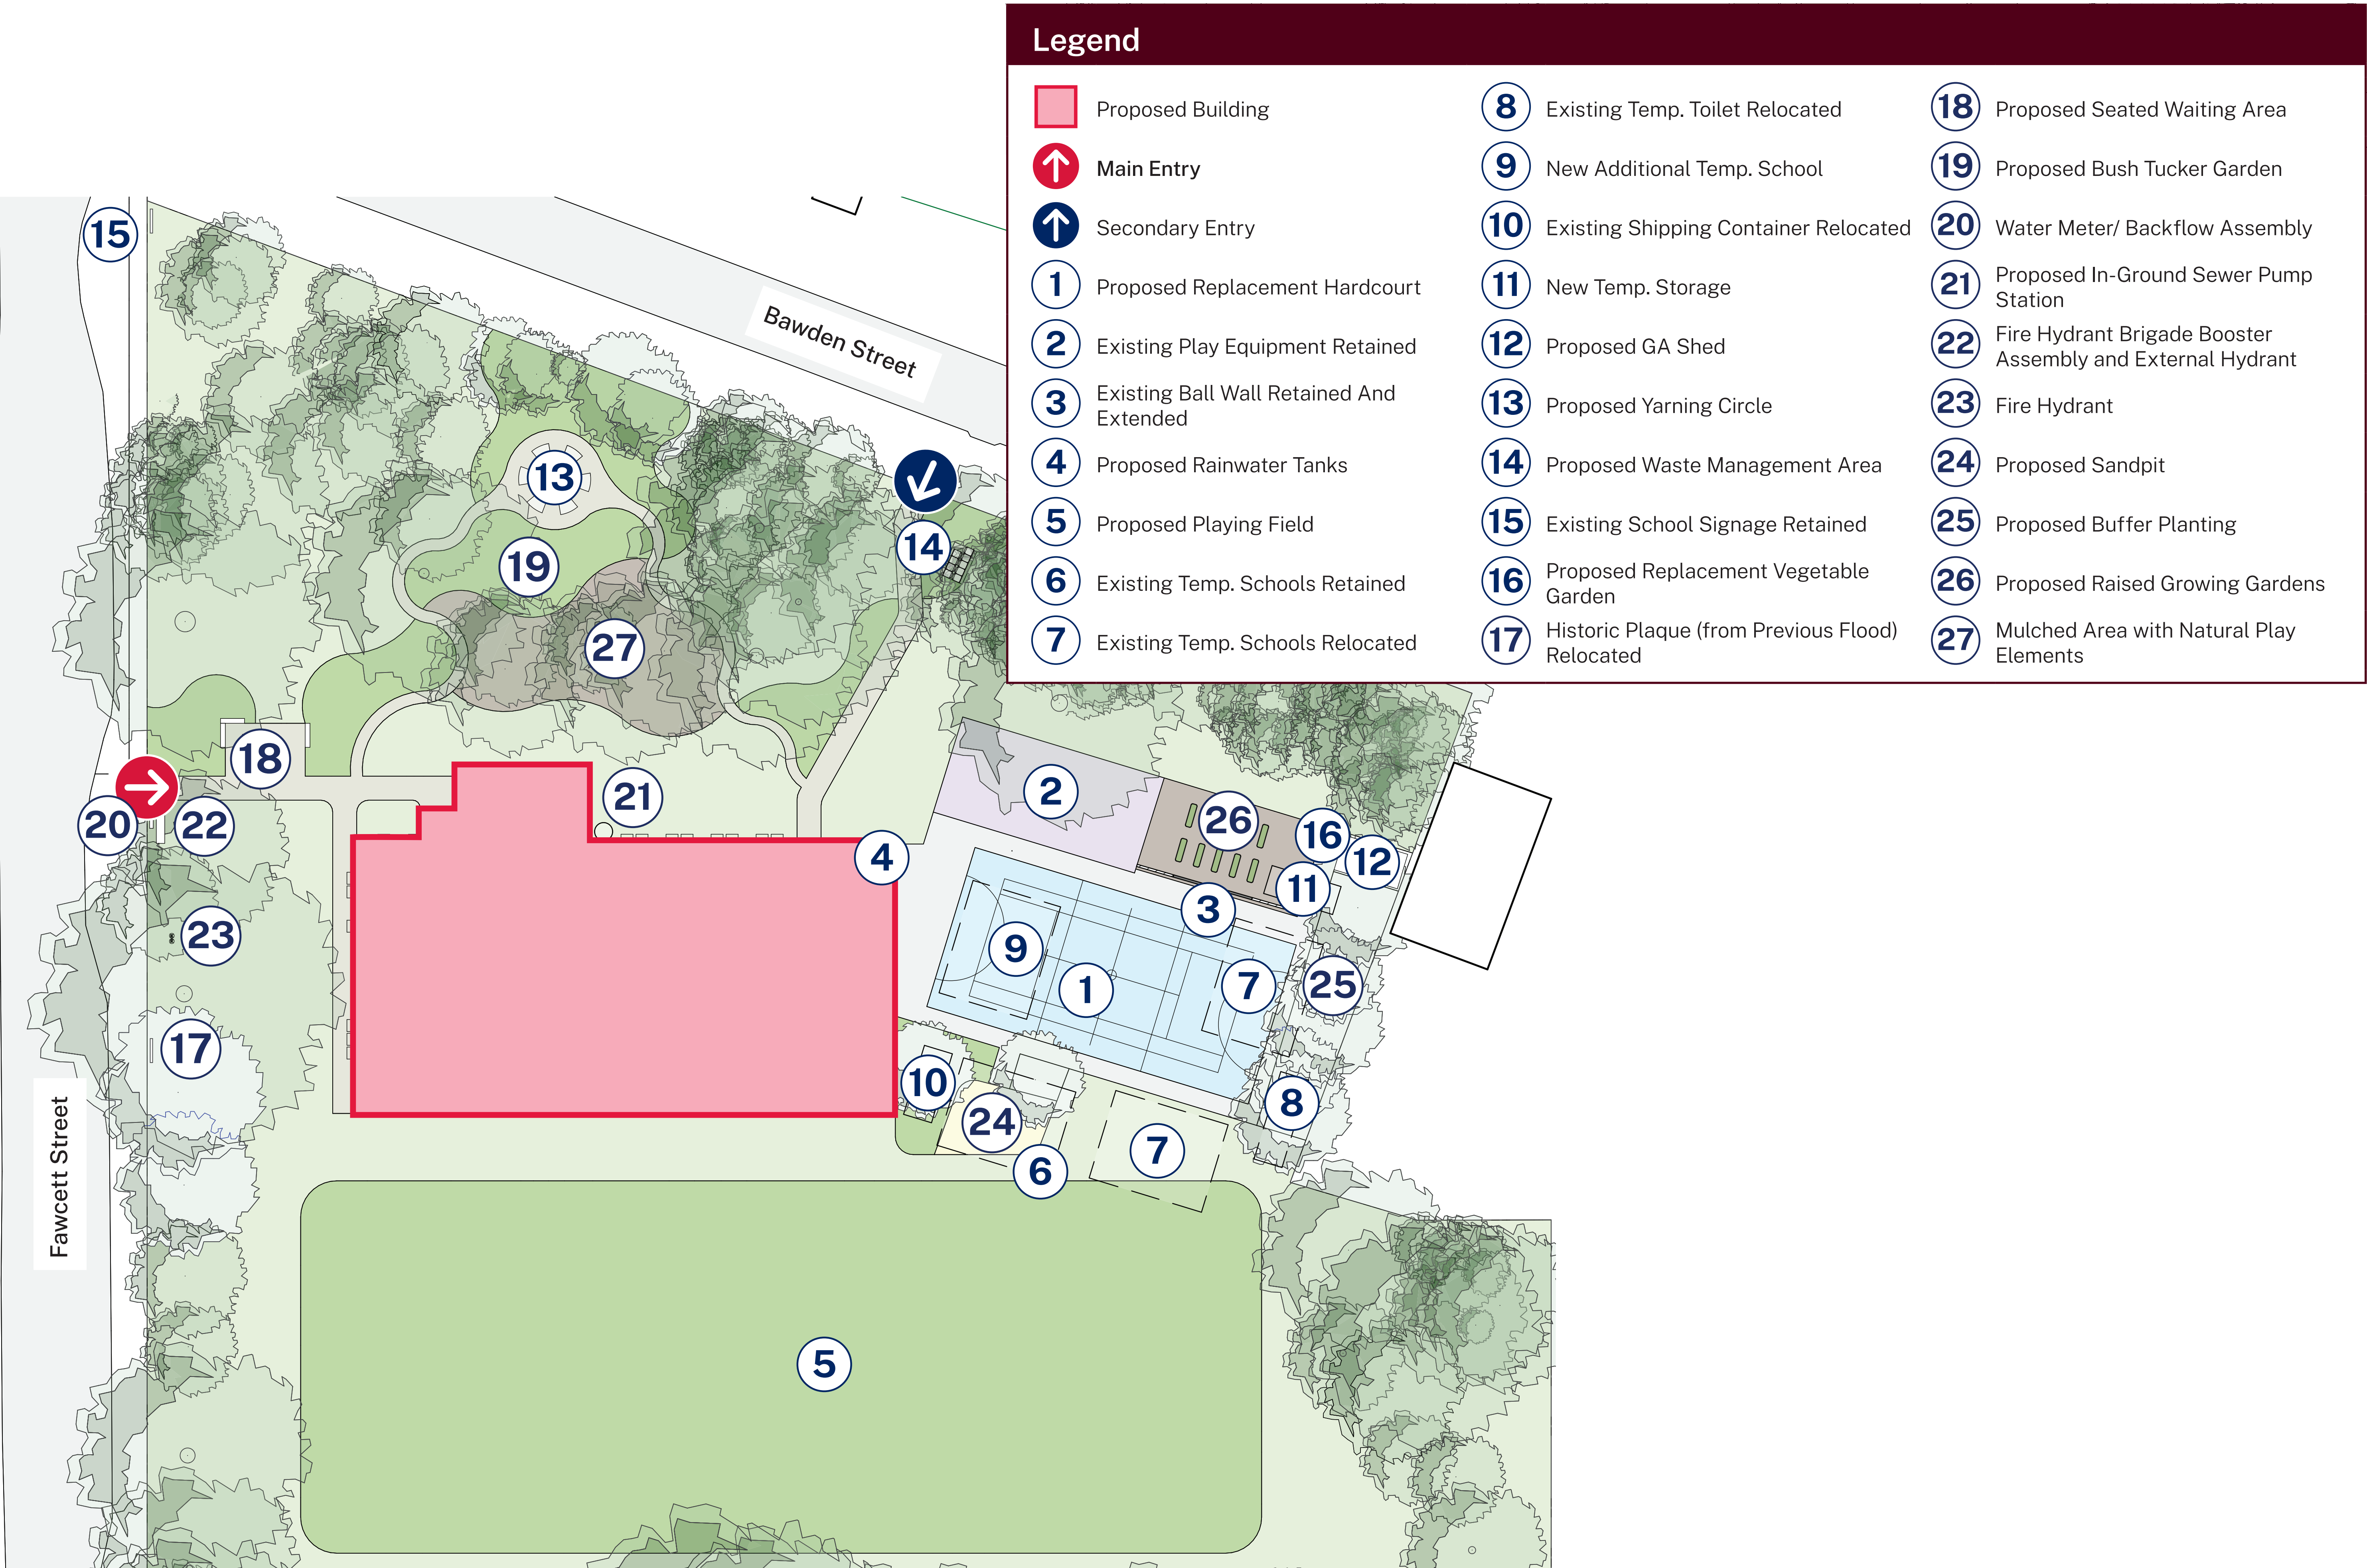 Legend
Proposed Building
Main Entry
Secondary Entry
1 Proposed Replacement Hardcourt
2 Existing Play Equipment Retained
3 Existing Ball Wall Retained And
Extended
4 Proposed Rainwater Tanks
5 Proposed Playing Field
6 Existing Temp. Schools Retained
7 Existing Temp. Schools Relocated
8 Existing Temp. Toilet Relocated
9 New Additional Temp. School
10 Existing Shipping Container Relocated
11 New Temp. Storage
12 Proposed GA Shed
13 Proposed Yarning Circle
14 Proposed Waste Management Area
15 Existing School Signage Retained
16 Proposed Replacement Vegetable
Garden
17 Historic Plaque (from Previous Flood)
Relocated
18 Proposed Seated Waiting Area
19 Proposed Bush Tucker Garden
20 Water Meter/ Backflow Assembly
21 Proposed In-Ground Sewer Pump
Station
22 Fire Hydrant Brigade Booster
Assembly and External Hydrant
23 Fire Hydrant
24 Proposed Sandpit
25 Proposed Buffer Planting
26 Proposed Raised Growing Gardens
27 Mulched Area with Natural Play
Elements
15
Bawden Street
13
14
19
27
18
21
2
20
22
26
16
4
12
11
3
23
9
1
7
25
17
10
8
24
7
6
Fawcett Street
5